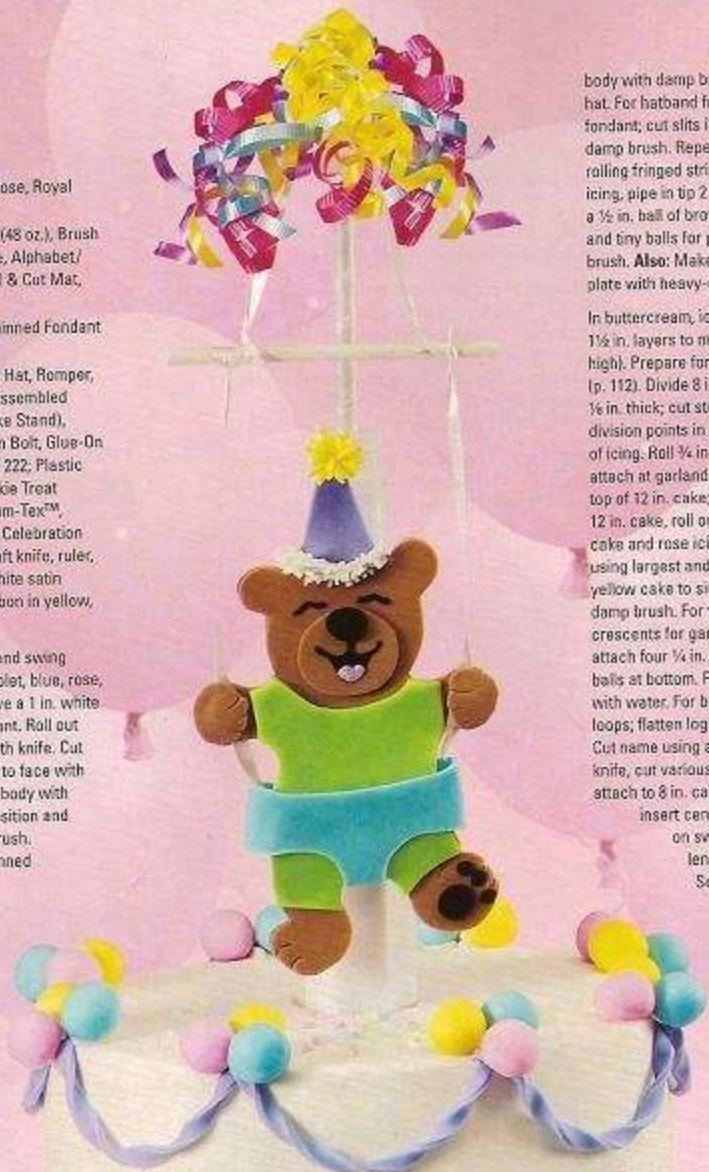 ose, Royal
(48 oz.), Brush
e, Alphabet/
l & Cut Mat,
inned Fondant
Hat, Romper,
ssembled
ke Stand),
n Bolt, Glue-On
222; Plastic
kie Treat
m-Tex™,
Celebration
ft knife, ruler,
hite satin
bon in yellow,
and swing
olet, blue, rose,
ve a 1 in. white
ant. Roll out
th knife. Cut
to face with
body with
sition and
rush.
nned
body with damp b
hat. For hatband f
fondant; cut slits i
damp brush. Repe
rolling fringed stri
icing, pipe in tip 2
a ½ in. ball of bro
and tiny balls for p
brush. Also: Make
plate with heavy-
In buttercream, ic
1½ in. layers to m
high). Prepare for
(p. 112). Divide 8 i
⅛ in. thick; cut st
division points in
of icing. Roll ¾ in
attach at garland
top of 12 in. cake;
12 in. cake, roll o
cake and rose ici
using largest and
yellow cake to si
damp brush. For
crescents for gar
attach four ¼ in.
balls at bottom. F
with water. For b
loops; flatten log
Cut name using a
knife, cut various
attach to 8 in. ca
insert cen
on sw
len
Se